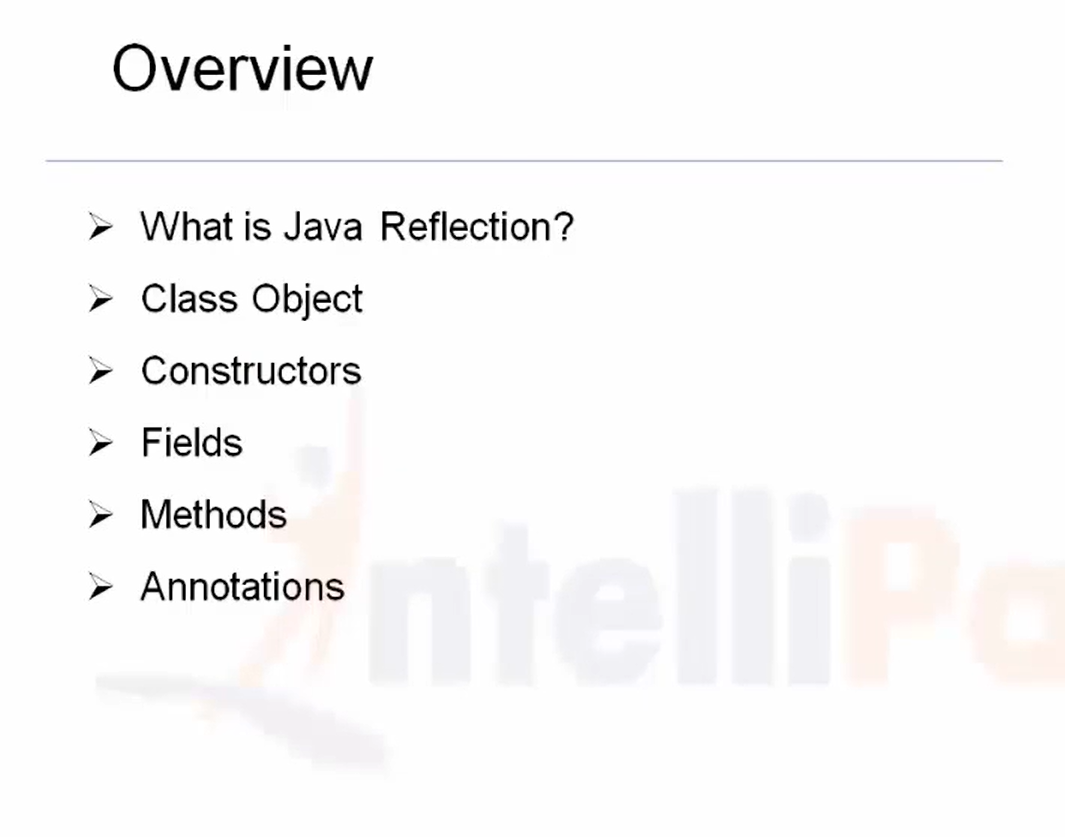 Overview
What is Java Reflection?
Class Object
Constructors
Fields
Methods
Annotations